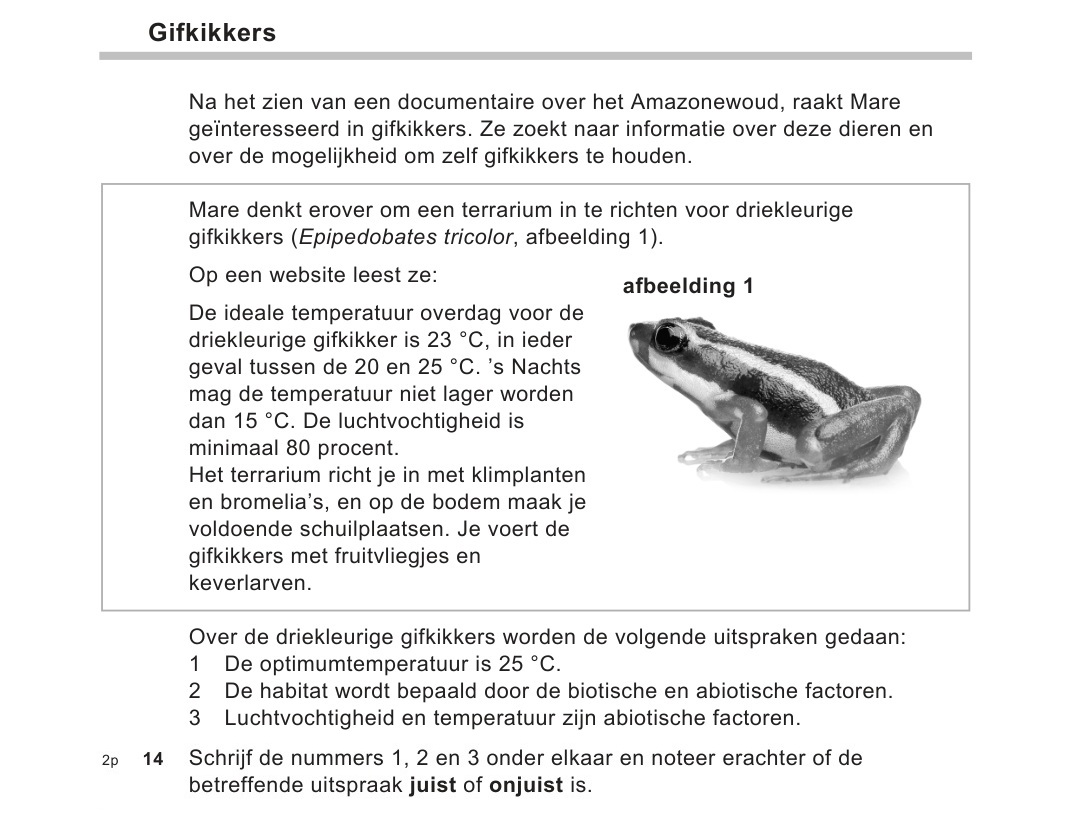 Gifkikkers
Na het zien van een documentaire over het Amazonewoud, raakt Mare
geïnteresseerd in gifkikkers. Ze zoekt naar informatie over deze dieren en
over de mogelijkheid om zelf gifkikkers te houden.
Mare denkt erover om een terrarium in te richten voor driekleurige
gifkikkers (Epipedobates tricolor, afbeelding 1).
Op een website leest ze:
De ideale temperatuur overdag voor de
driekleurige gifkikker is 23 °C, in ieder
geval tussen de 20 en 25 °C. ’s Nachts
mag de temperatuur niet lager worden
dan 15 °C. De luchtvochtigheid is
minimaal 80 procent.
Het terrarium richt je in met klimplanten
en bromelia’s, en op de bodem maak je
voldoende schuilplaatsen. Je voert de
gifkikkers met fruitvliegjes en
keverlarven.
afbeelding 1
Over de driekleurige gifkikkers worden de volgende uitspraken gedaan:
1 De optimumtemperatuur is 25 °C.
2 De habitat wordt bepaald door de biotische en abiotische factoren.
3 Luchtvochtigheid en temperatuur zijn abiotische factoren.
2p 14 Schrijf de nummers 1, 2 en 3 onder elkaar en noteer erachter of de
betreffende uitspraak juist of onjuist is.